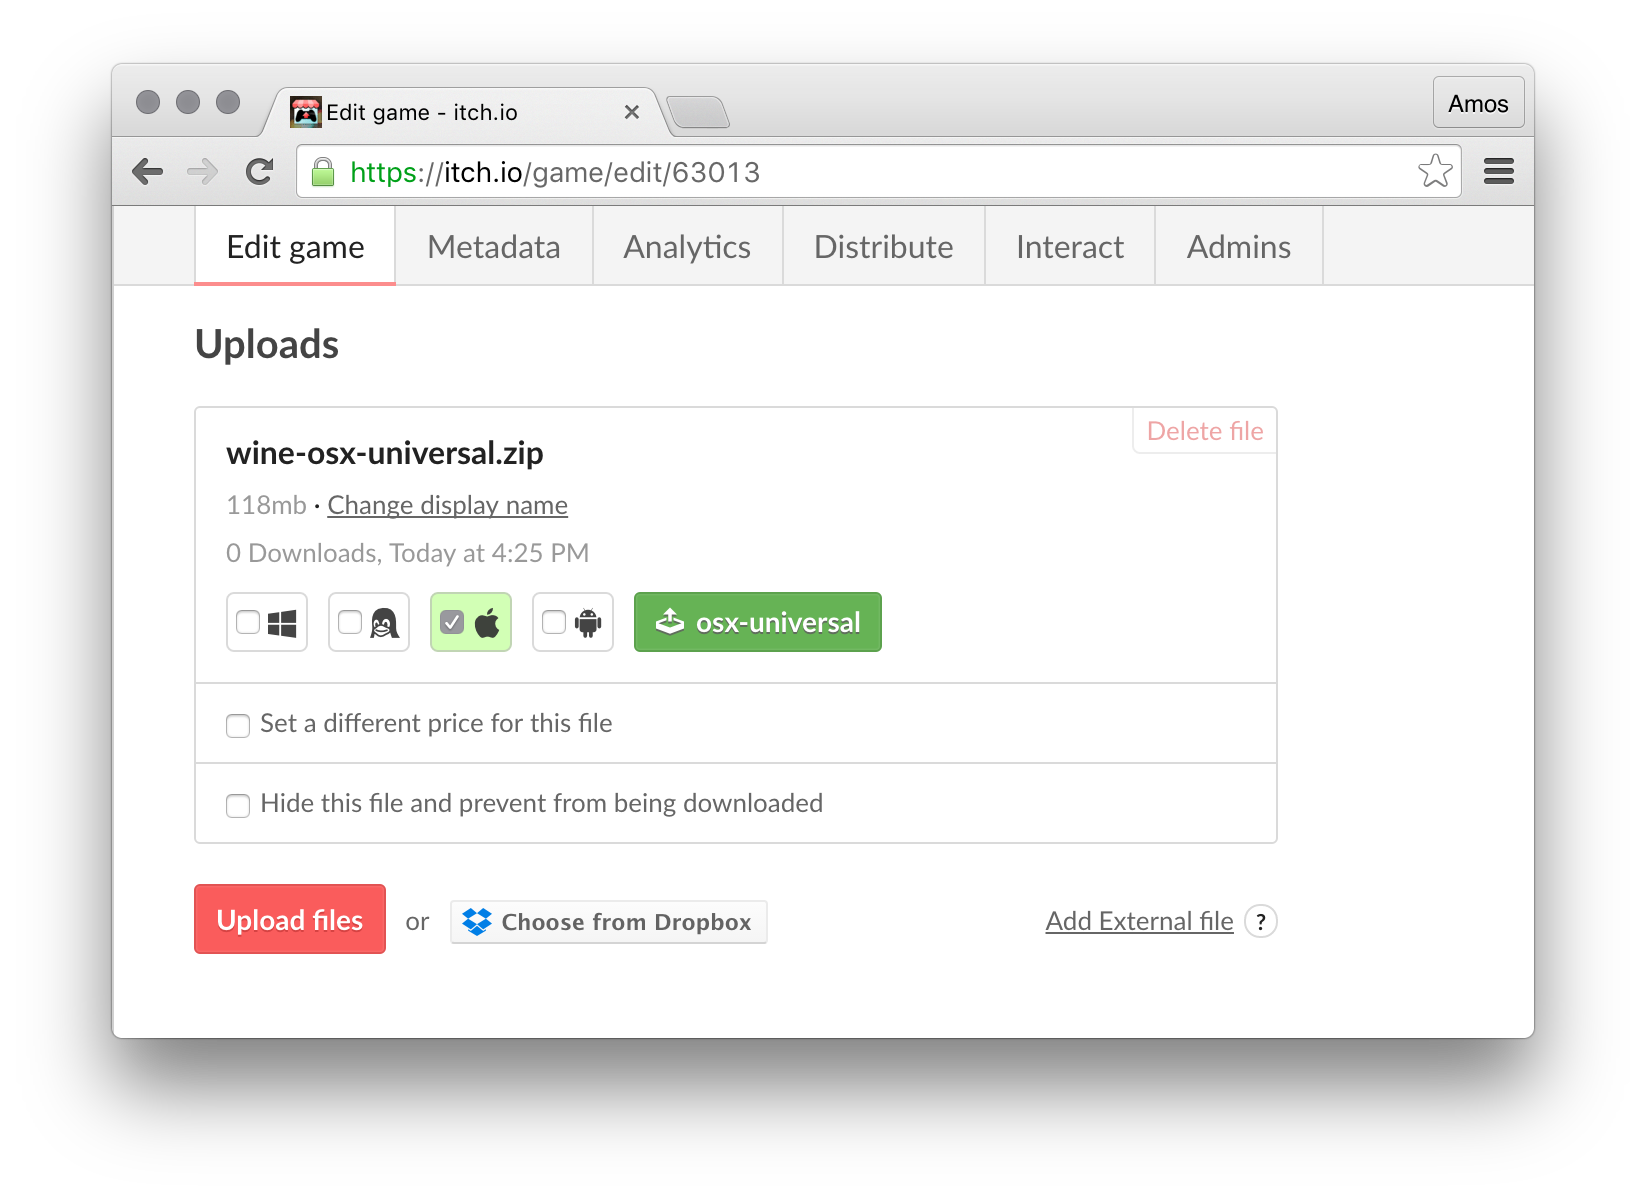 Edit game - itch.io
Amos
https://itch.io/game/edit/63013
Edit game Metadata Analytics Distribute Interact Admins
Uploads
Delete file
wine-osx-universal.zip
118mb · Change display name
0 Downloads, Today at 4:25 PM
osx-universal
Set a different price for this file
Hide this file and prevent from being downloaded
Upload files or Choose from Dropbox Add External file ?